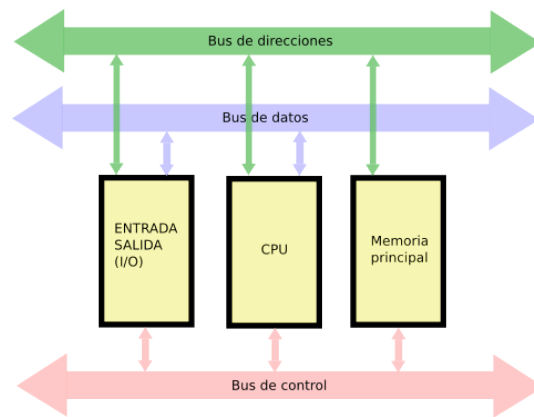 Bus de direcciones
Bus de datos
ENTRADA
SALIDA
(I/O)
CPU
Memoria
principal
Bus de control